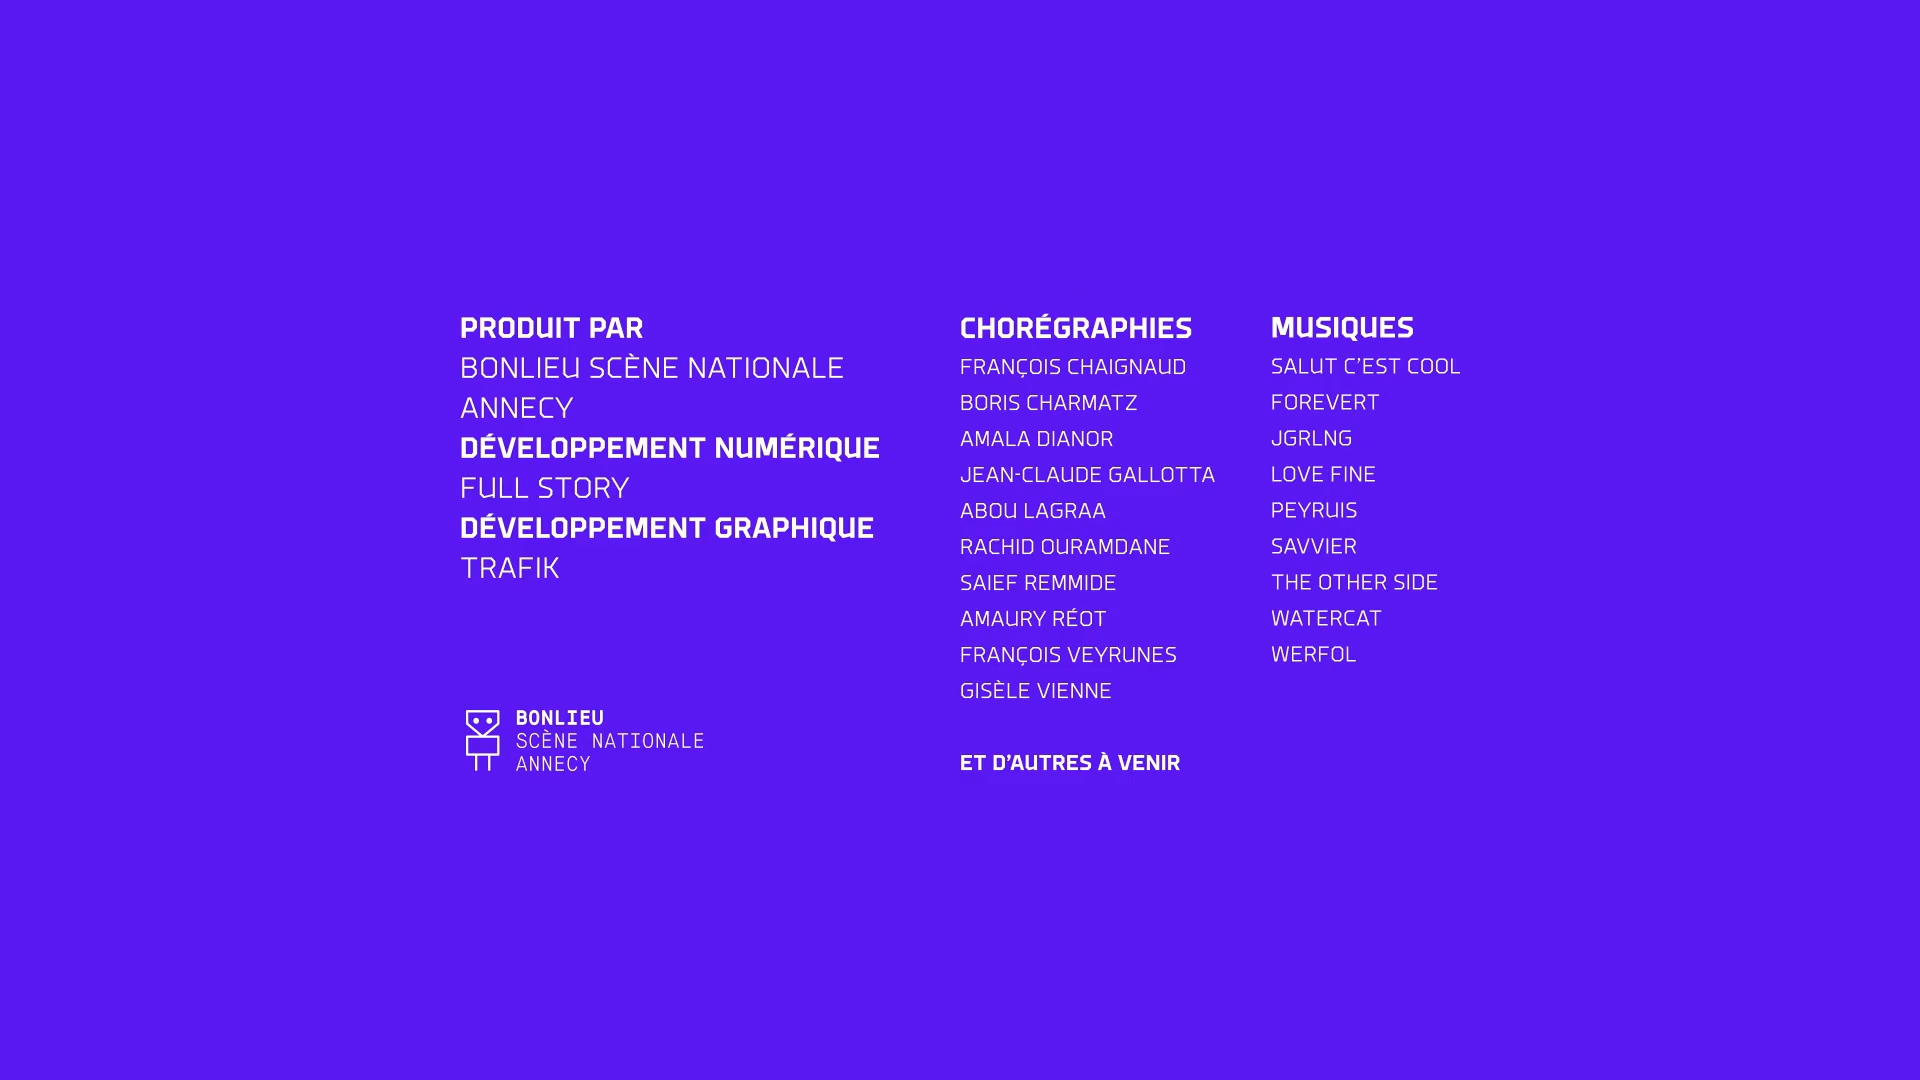 PRODUIT PAR
BONLIEU SCÈNE NATIONALE
ANNECY
DÉVELOPPEMENT NUMÉRIQUE
FULL STORY
DÉVELOPPEMENT GRAPHIQUE
TRAFIK
BONLIEU
SCÈNE NATIONALE
ANNECY
CHORÉGRAPHIES
FRANÇOIS CHAIGNAUD
BORIS CHARMATZ
AMALA DIANOR
JEAN-CLAUDE GALLOTTA
ABOU LAGRAA
RACHID OURAMDANE
SAIEF REMMIDE
AMAURY RÉOT
FRANÇOIS VEYRUNES
GISÈLE VIENNE
ET D’AUTRES À VENIR
MUSIQUES
SALUT C’EST COOL
FOREVERT
JGRLNG
LOVE FINE
PEYRUIS
SAVVIER
THE OTHER SIDE
WATERCAT
WERFOL